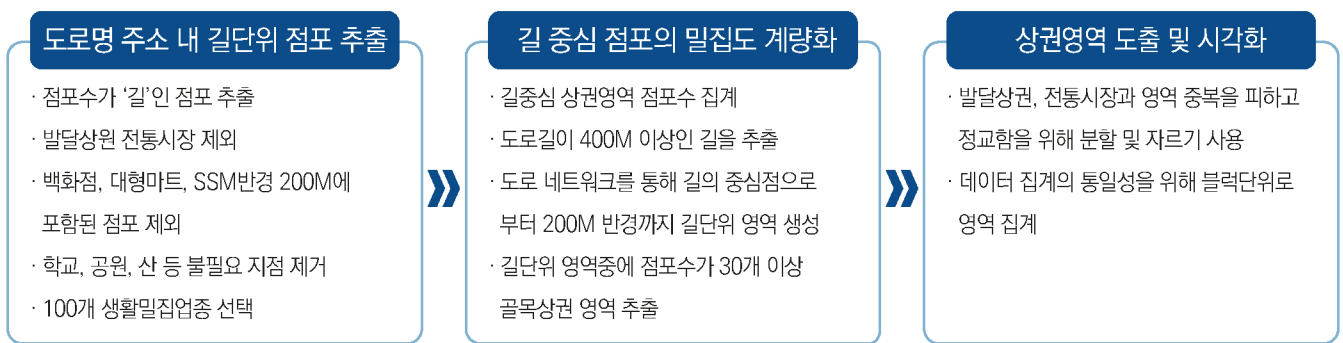 도로명 주소 내 길단위 점포 추출
· 점포수가 ‘길’인 점포 추출
· 발달상원 전통시장 제외
· 백화점, 대형마트, SSM반경 200M에
포함된 점포 제외
· 학교, 공원, 산 등 불필요 지점 제거
· 100개 생활밀집업종 선택
길 중심 점포의 밀집도 계량화
· 길중심 상권영역 점포수 집계
· 도로길이 400M 이상인 길을 추출
· 도로 네트워크를 통해 길의 중심점으로
부터 200M 반경까지 길단위 영역 생성
· 길단위 영역중에 점포수가 30개 이상
골목상권 영역 추출
상권영역 도출 및 시각화
· 발달상권, 전통시장과 영역 중복을 피하고
정교함을 위해 분할 및 자르기 사용
· 데이터 집계의 통일성을 위해 블럭단위로
영역 집계